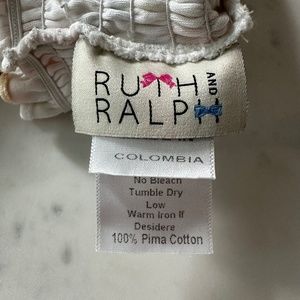 RUTH AND
RALPH
COLOMBIA
No Bleach
Tumble Dry
Low
Warm Iron If
Desidere
100% Pima Cotton